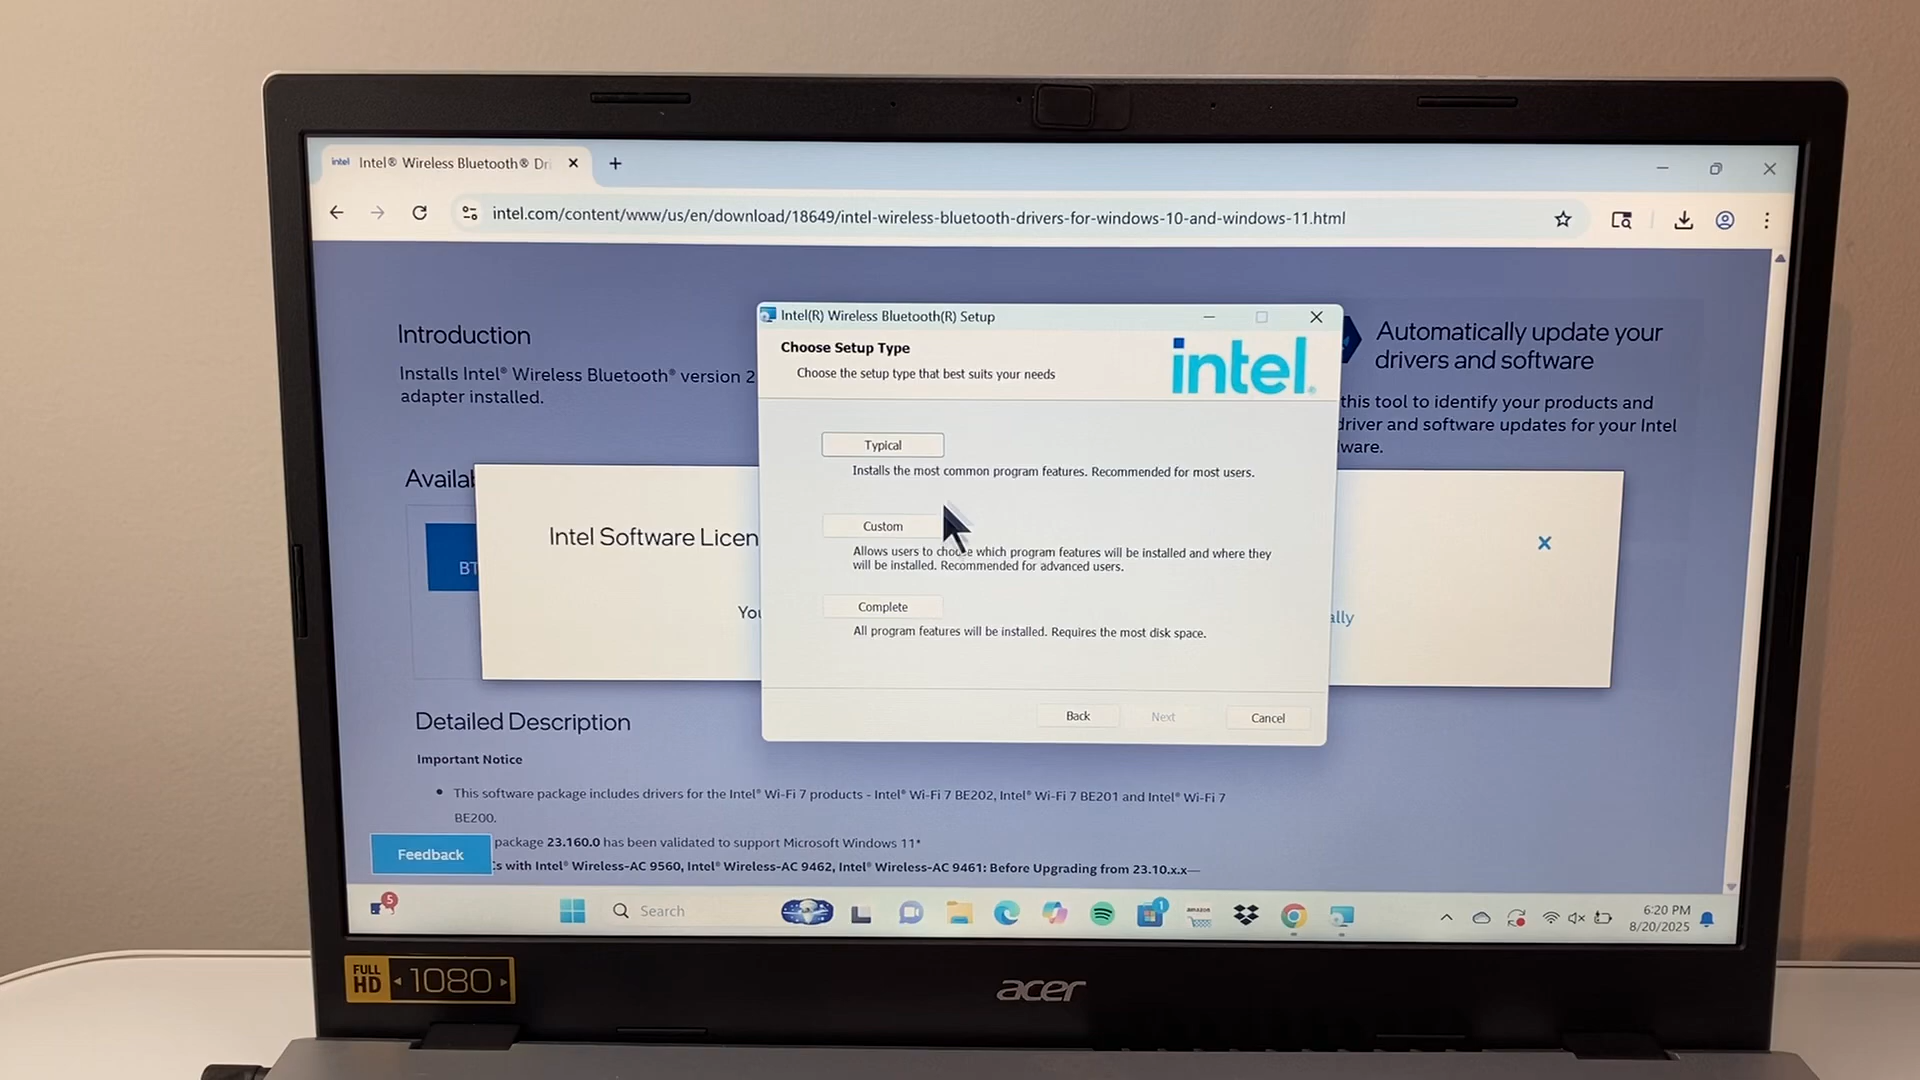 intel Intel® Wireless Bluetooth® Dri
intel.com/content/www/us/en/download/18649/intel-wireless-bluetooth-drivers-for-windows-10-and-windows-11.html
Introduction
Installs Intel® Wireless Bluetooth® version 2
adapter installed.
Availa
BT
Intel Software Licen
You
Intel(R) Wireless Bluetooth(R) Setup
Choose Setup Type
Choose the setup type that best suits your needs
intel.
Typical
Installs the most common program features. Recommended for most users.
Custom
Allows users to choose which program features will be installed and where they
will be installed. Recommended for advanced users.
Complete
All program features will be installed. Requires the most disk space.
Back
Next
Cancel
Automatically update your
drivers and software
this tool to identify your products and
driver and software updates for your Intel
ware.
ally
Detailed Description
Important Notice
This software package includes drivers for the Intel® Wi-Fi 7 products - Intel® Wi-Fi 7 BE202, Intel® Wi-Fi 7 BE201 and Intel® Wi-Fi 7
BE200.
package 23.160.0 has been validated to support Microsoft Windows 11*
s with Intel® Wireless-AC 9560, Intel® Wireless-AC 9462, Intel® Wireless-AC 9461: Before Upgrading from 23.10.x.x—
Feedback
5
Search
amazon
1
6:20 PM
8/20/2025
FULL
HD
1080
acer